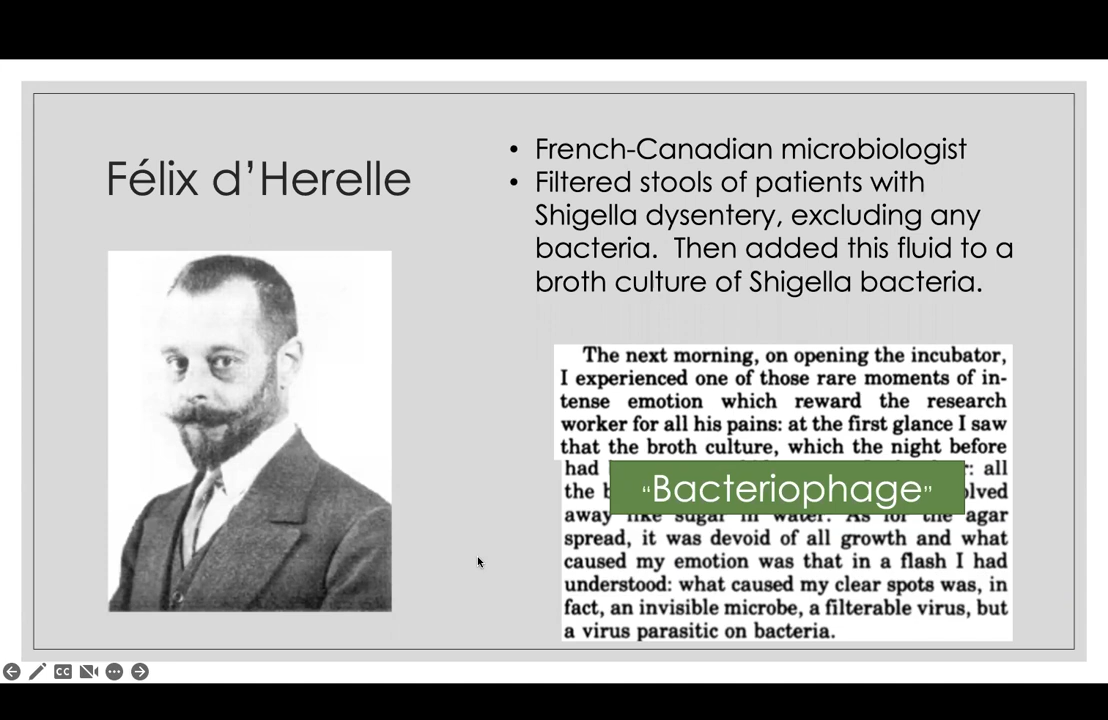 Félix d’Herelle
• French-Canadian microbiologist
• Filtered stools of patients with
Shigella dysentery, excluding any
bacteria. Then added this fluid to a
broth culture of Shigella bacteria.
The next morning, on opening the incubator,
I experienced one of those rare moments of in-
tense emotion which reward the research
worker for all his pains: at the first glance I saw
that the broth culture, which the night before
had : all
the
“Bacteriophage”
away like sugar in water. As for the agar
spread, it was devoid of all growth and what
caused my emotion was that in a flash I had
understood: what caused my clear spots was, in
fact, an invisible microbe, a filterable virus, but
a virus parasitic on bacteria.
CC